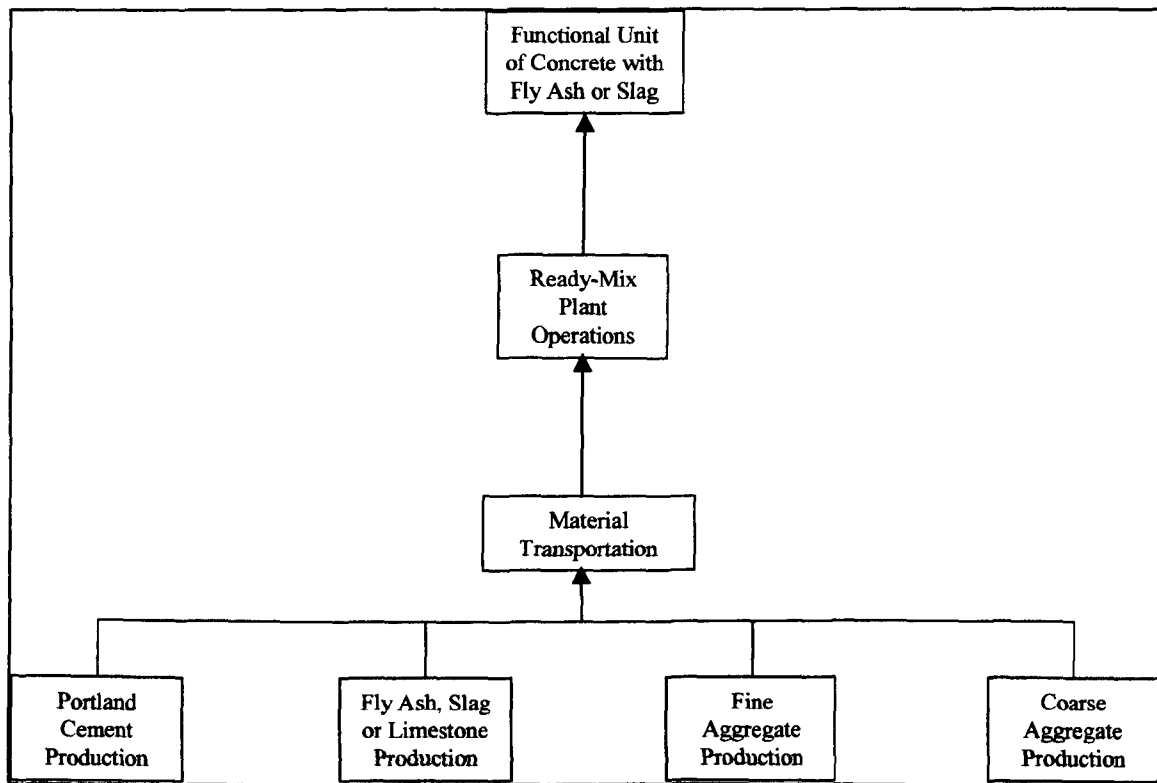 Functional Unit
of Concrete with
Fly Ash or Slag
Ready-Mix
Plant
Operations
Material
Transportation
Portland
Cement
Production
Fly Ash, Slag
or Limestone
Production
Fine
Aggregate
Production
Coarse
Aggregate
Production